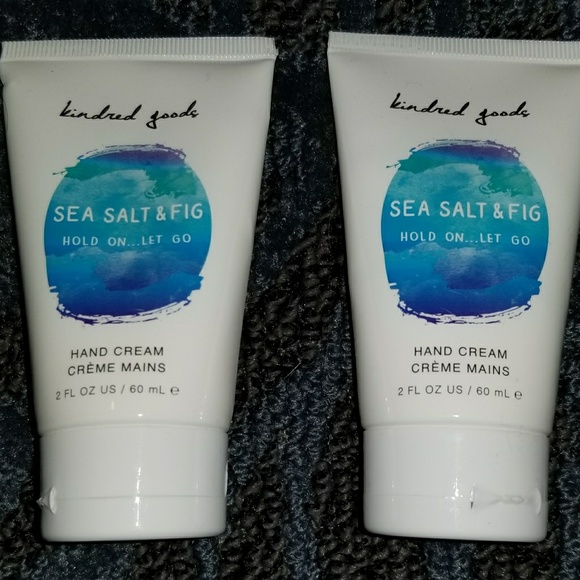 kindred goods
SEA SALT & FIG
HOLD ON...LET GO
HAND CREAM
CRÈME MAINS
2 FL OZ US / 60 mL e
kindred goods
SEA SALT & FIG
HOLD ON...LET GO
HAND CREAM
CRÈME MAINS
2 FL OZ US / 60 mL e